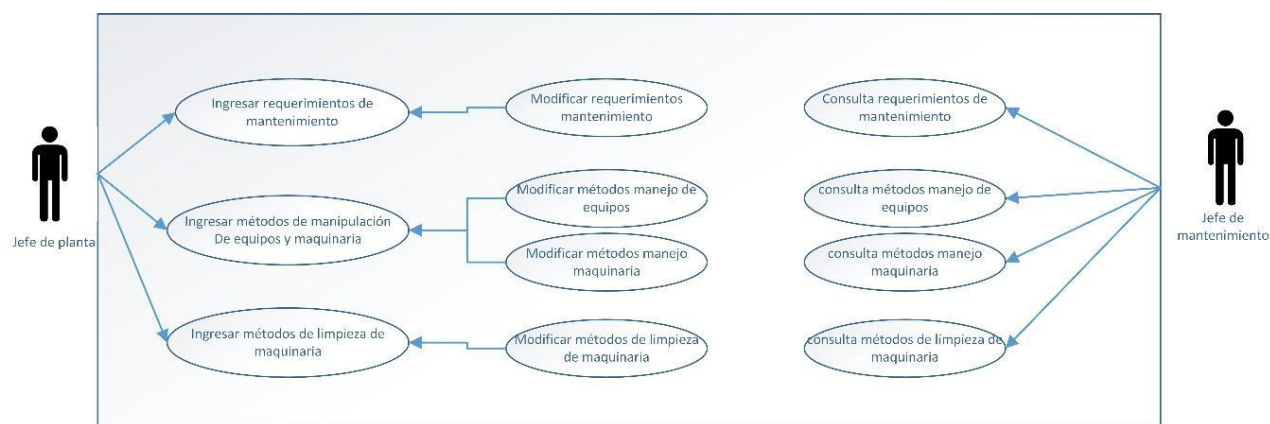 Jefe de planta
Ingresar requerimientos de
mantenimiento
Ingresar métodos de manipulación
De equipos y maquinaria
Ingresar métodos de limpieza de
maquinaria
Modificar requerimientos
mantenimiento
Modificar métodos manejo de
equipos
Modificar métodos manejo
maquinaria
Modificar métodos de limpieza
de maquinaria
Consulta requerimientos de
mantenimiento
consulta métodos manejo de
equipos
consulta métodos manejo
maquinaria
consulta métodos de limpieza de
maquinaria
Jefe de
mantenimiento